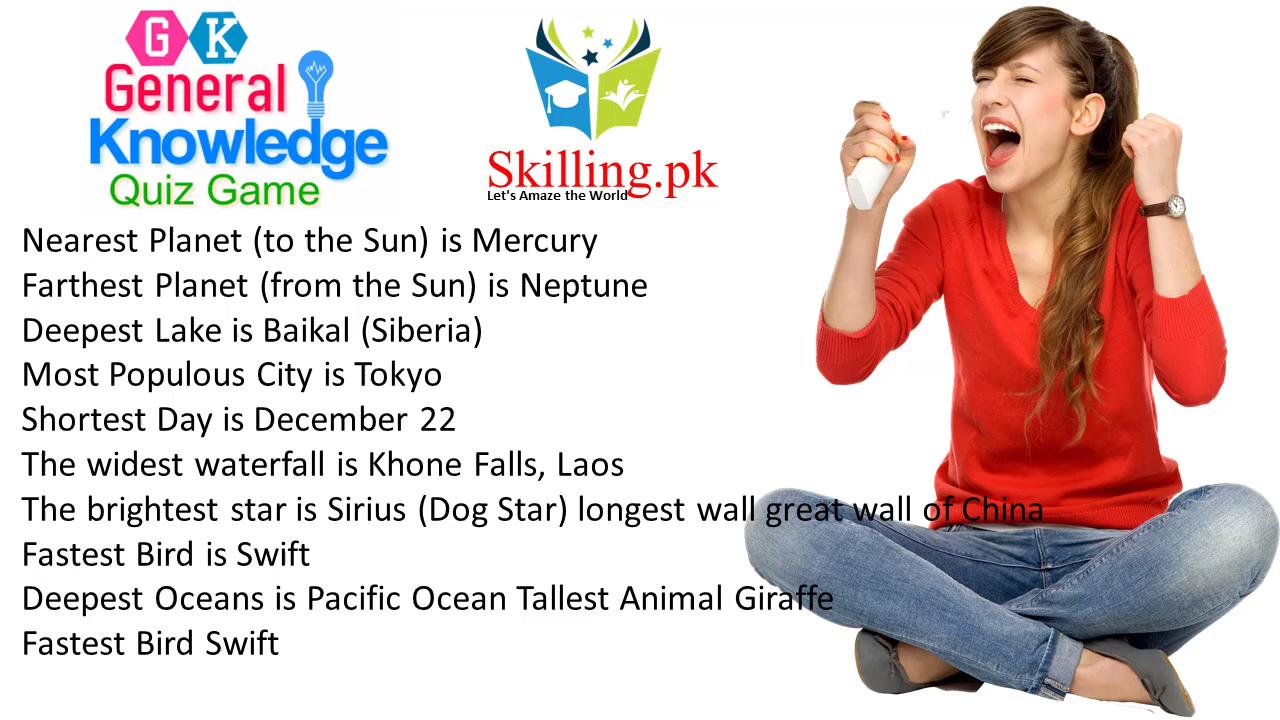 G K
General
Knowledge
Quiz Game
Skilling.pk
Let's Amaze the World
Nearest Planet (to the Sun) is Mercury
Farthest Planet (from the Sun) is Neptune
Deepest Lake is Baikal (Siberia)
Most Populous City is Tokyo
Shortest Day is December 22
The widest waterfall is Khone Falls, Laos
The brightest star is Sirius (Dog Star) longest wall great wall of China
Fastest Bird is Swift
Deepest Oceans is Pacific Ocean Tallest Animal Giraffe
Fastest Bird Swift